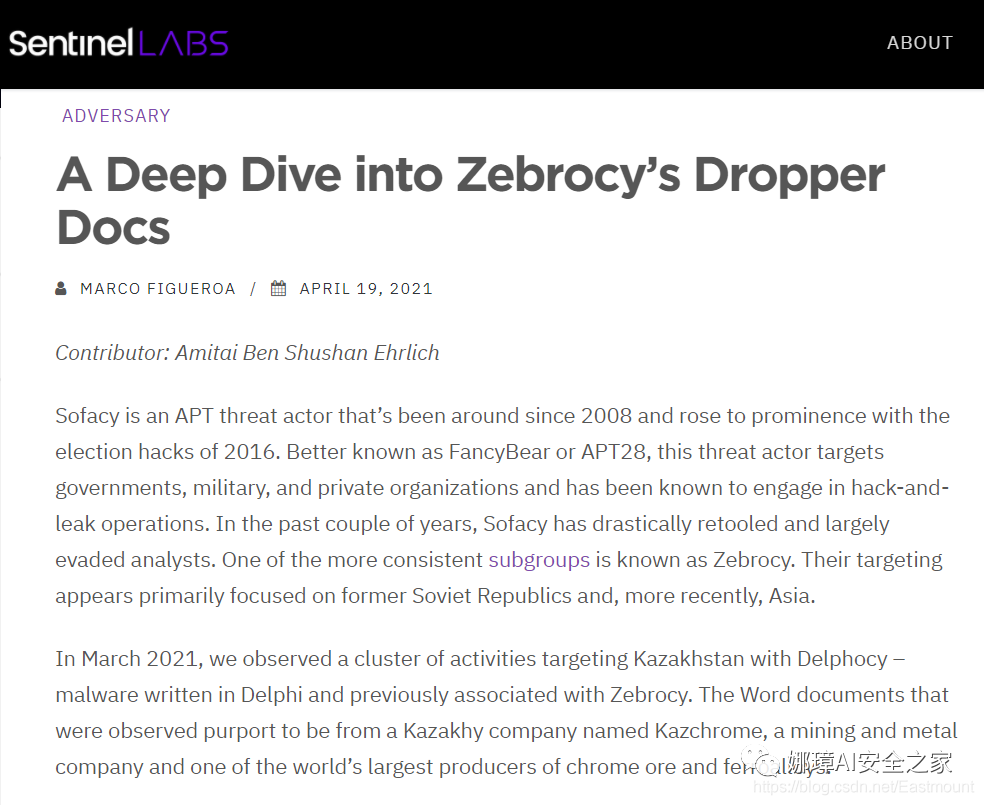 SentinelLABS
ABOUT
ADVERSARY
A Deep Dive into Zebrocy’s Dropper
Docs
MARCO FIGUEROA / APRIL 19, 2021
Contributor: Amitai Ben Shushan Ehrlich
Sofacy is an APT threat actor that’s been around since 2008 and rose to prominence with the
election hacks of 2016. Better known as FancyBear or APT28, this threat actor targets
governments, military, and private organizations and has been known to engage in hack-and-
leak operations. In the past couple of years, Sofacy has drastically retooled and largely
evaded analysts. One of the more consistent subgroups is known as Zebrocy. Their targeting
appears primarily focused on former Soviet Republics and, more recently, Asia.
In March 2021, we observed a cluster of activities targeting Kazakhstan with Delphocy –
malware written in Delphi and previously associated with Zebrocy. The Word documents that
were observed purport to be from a Kazakhy company named Kazchrome, a mining and metal
company and one of the world’s largest producers of chrome ore and
娜璋AI安全之家
https://blog.csdn.net/Eastmount